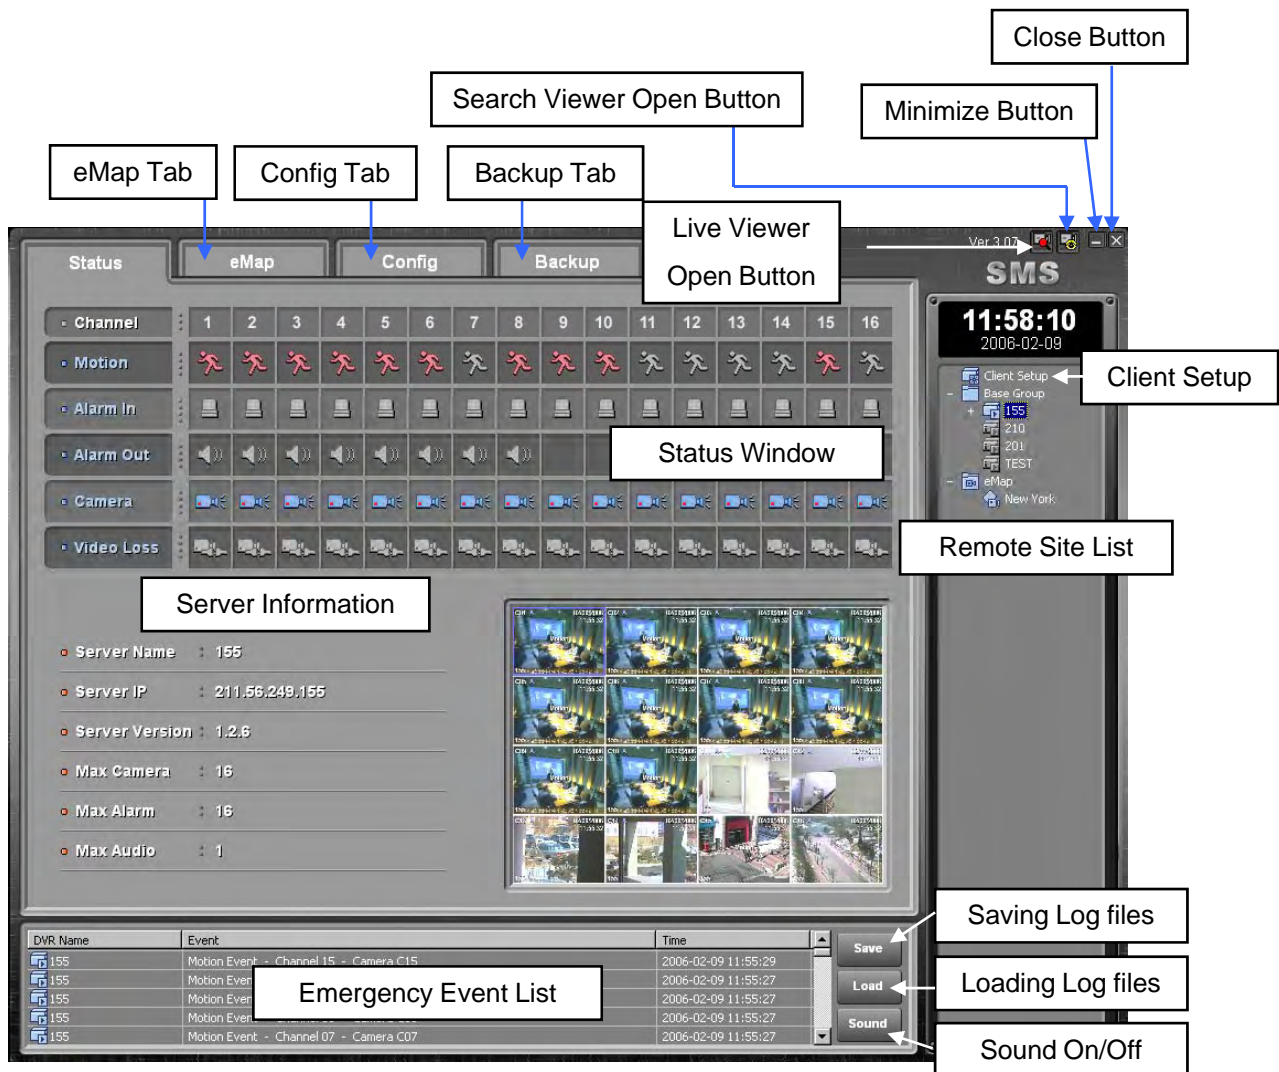 Close Button
Search Viewer Open Button
Minimize Button
eMap Tab
Config Tab
Backup Tab
Live Viewer
Open Button
Status
eMap
Config
Backup
Ver 3.07
SMS
Channel : 1 2 3 4 5 6 7 8 9 10 11 12 13 14 15 16
Motion
Alarm In
Alarm Out
Camera
Video Loss
Status Window
11:58:10
2006-02-09
Client Setup
Base Group
155
210
201
TEST
eMap
New York
Client Setup
Remote Site List
Server Information
Server Name : 155
Server IP : 211.56.249.155
Server Version : 1.2.6
Max Camera : 16
Max Alarm : 16
Max Audio : 1
DVR Name Event Time
155 Motion Event - Channel 15 - Camera C15 2006-02-09 11:55:29
155 Motion 2006-02-09 11:55:27
155 Motion 2006-02-09 11:55:27
155 Motion 2006-02-09 11:55:27
155 Motion Event - Channel 07 - Camera C07 2006-02-09 11:55:27
Emergency Event List
Save
Load
Sound
Saving Log files
Loading Log files
Sound On/Off